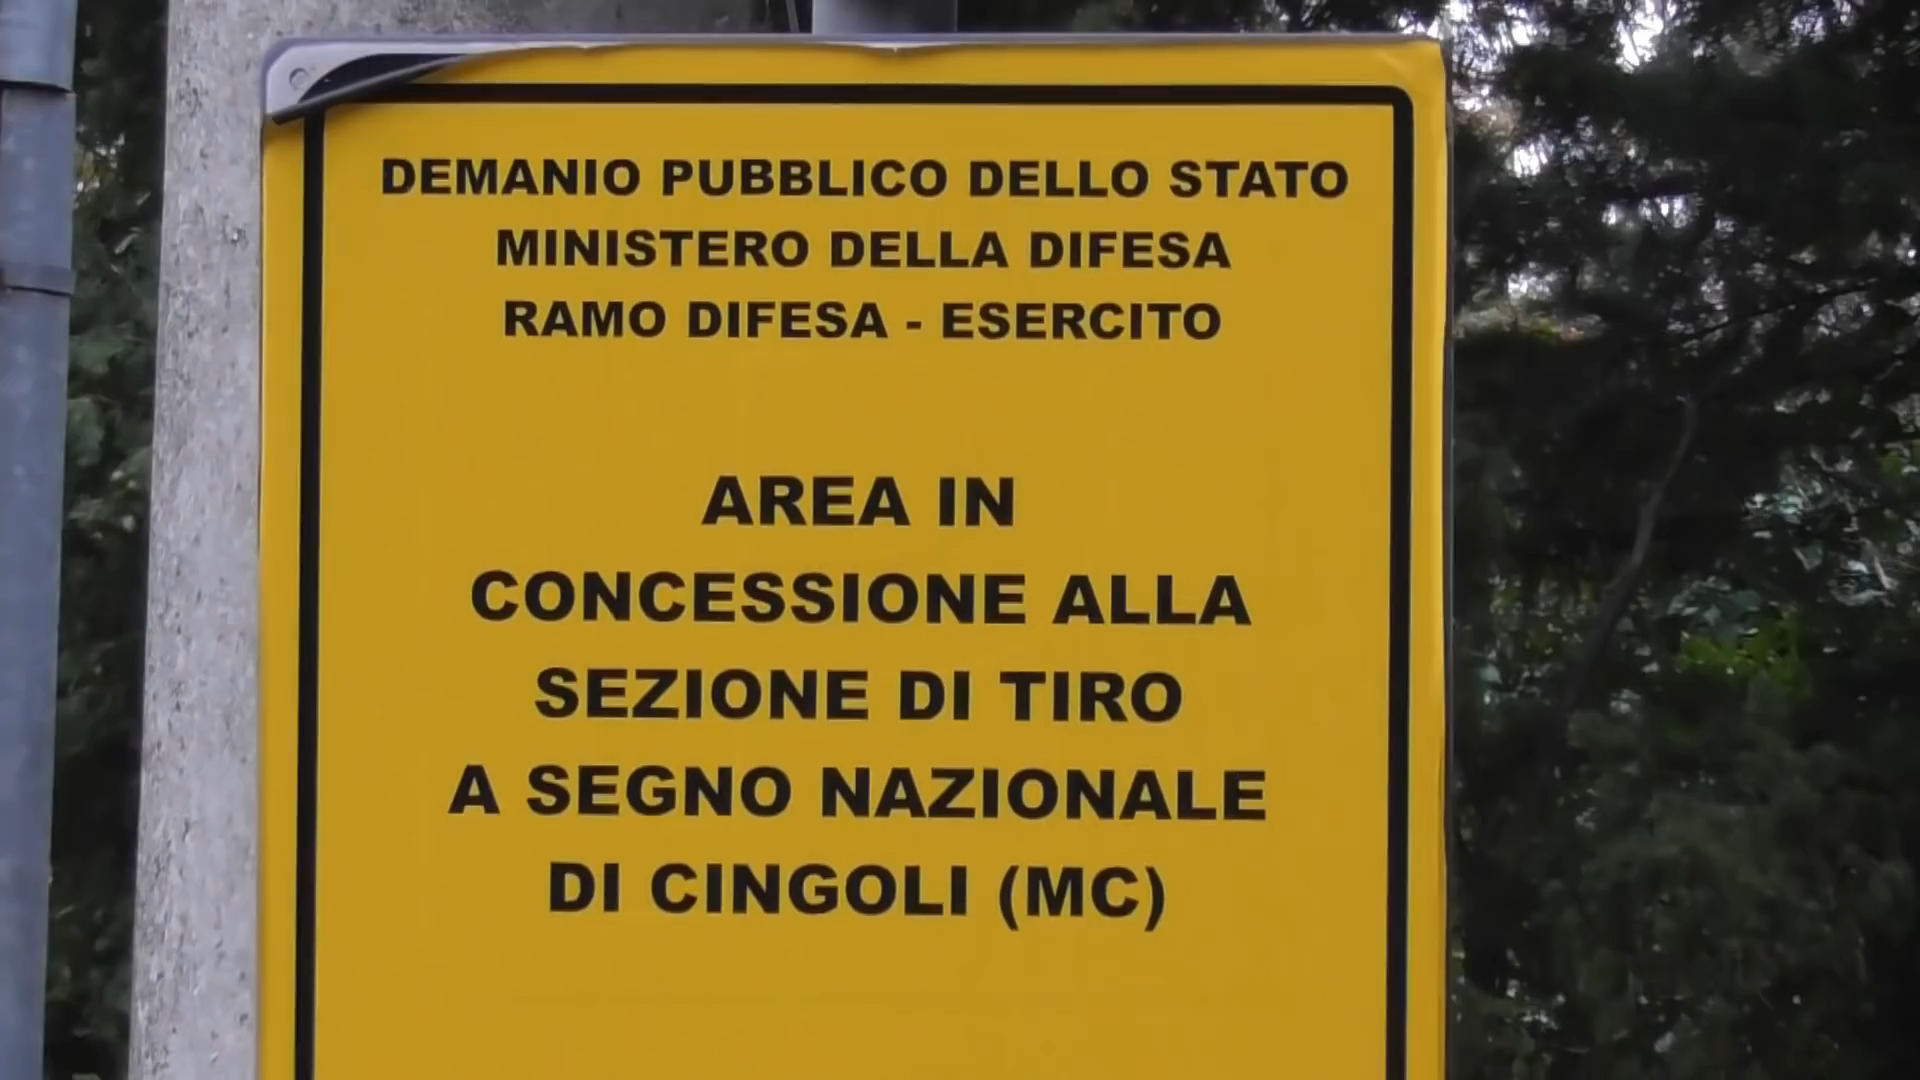 DEMANIO PUBBLICO DELLO STATO
MINISTERO DELLA DIFESA
RAMO DIFESA - ESERCITO
AREA IN
CONCESSIONE ALLA
SEZIONE DI TIRO
A SEGNO NAZIONALE
DI CINGOLI (MC)